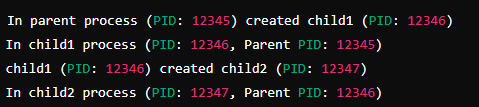 In parent process (PID: 12345) created child1 (PID: 12346)
In child1 process (PID: 12346, Parent PID: 12345)
child1 (PID: 12346) created child2 (PID: 12347)
In child2 process (PID: 12347, Parent PID: 12346)